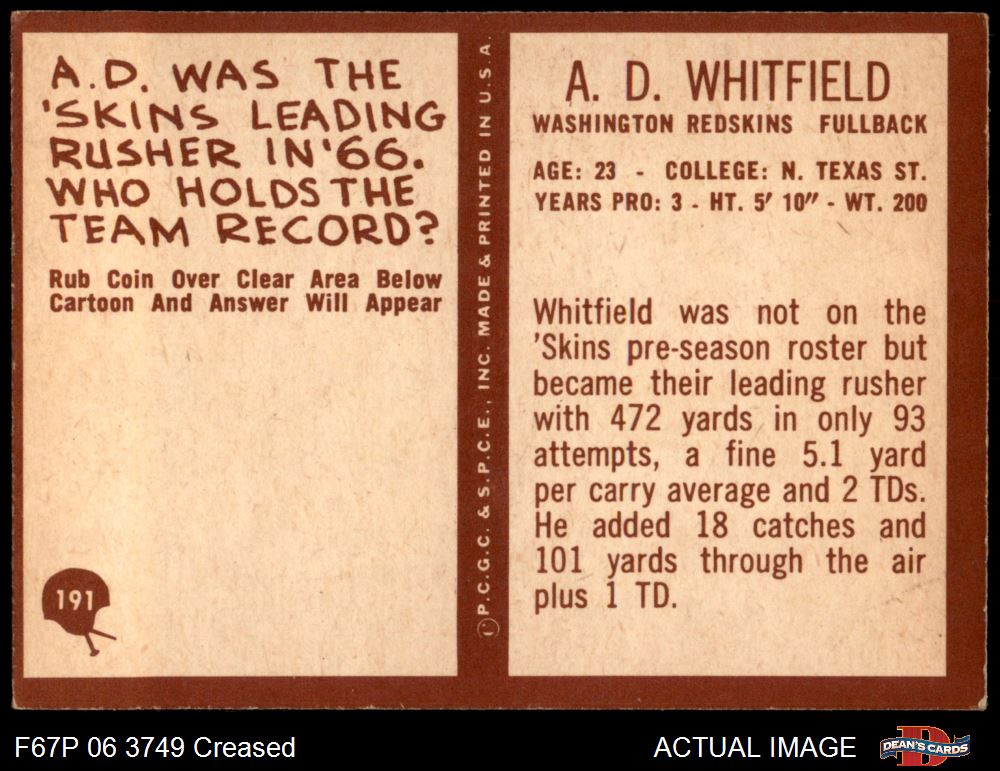 A.D. WAS THE
'SKINS LEADING
RUSHER IN '66.
WHO HOLDS THE
TEAM RECORD?
Rub Coin Over Clear Area Below
Cartoon And Answer Will Appear
191
©P.C.G.C. & S.P.C.E., INC. MADE & PRINTED IN U.S.A.
A. D. WHITFIELD
WASHINGTON REDSKINS FULLBACK
AGE: 23 - COLLEGE: N. TEXAS ST.
YEARS PRO: 3 - HT. 5' 10" - WT. 200
Whitfield was not on the
'Skins pre-season roster but
became their leading rusher
with 472 yards in only 93
attempts, a fine 5.1 yard
per carry average and 2 TDs.
He added 18 catches and
101 yards through the air
plus 1 TD.
F67P 06 3749 Creased
ACTUAL IMAGE
D
DEAN'S CARDS